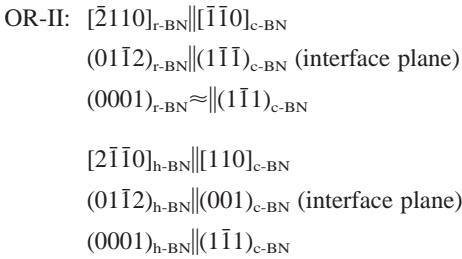 OR-II: [2̄110]r-BN||[1̄1̄0]c-BN
(011̄2)r-BN||(11̄1̄)c-BN (interface plane)
(0001)r-BN≈||(11̄1)c-BN
[21̄1̄0]h-BN||[110]c-BN
(011̄2)h-BN||(001)c-BN (interface plane)
(0001)h-BN||(11̄1)c-BN